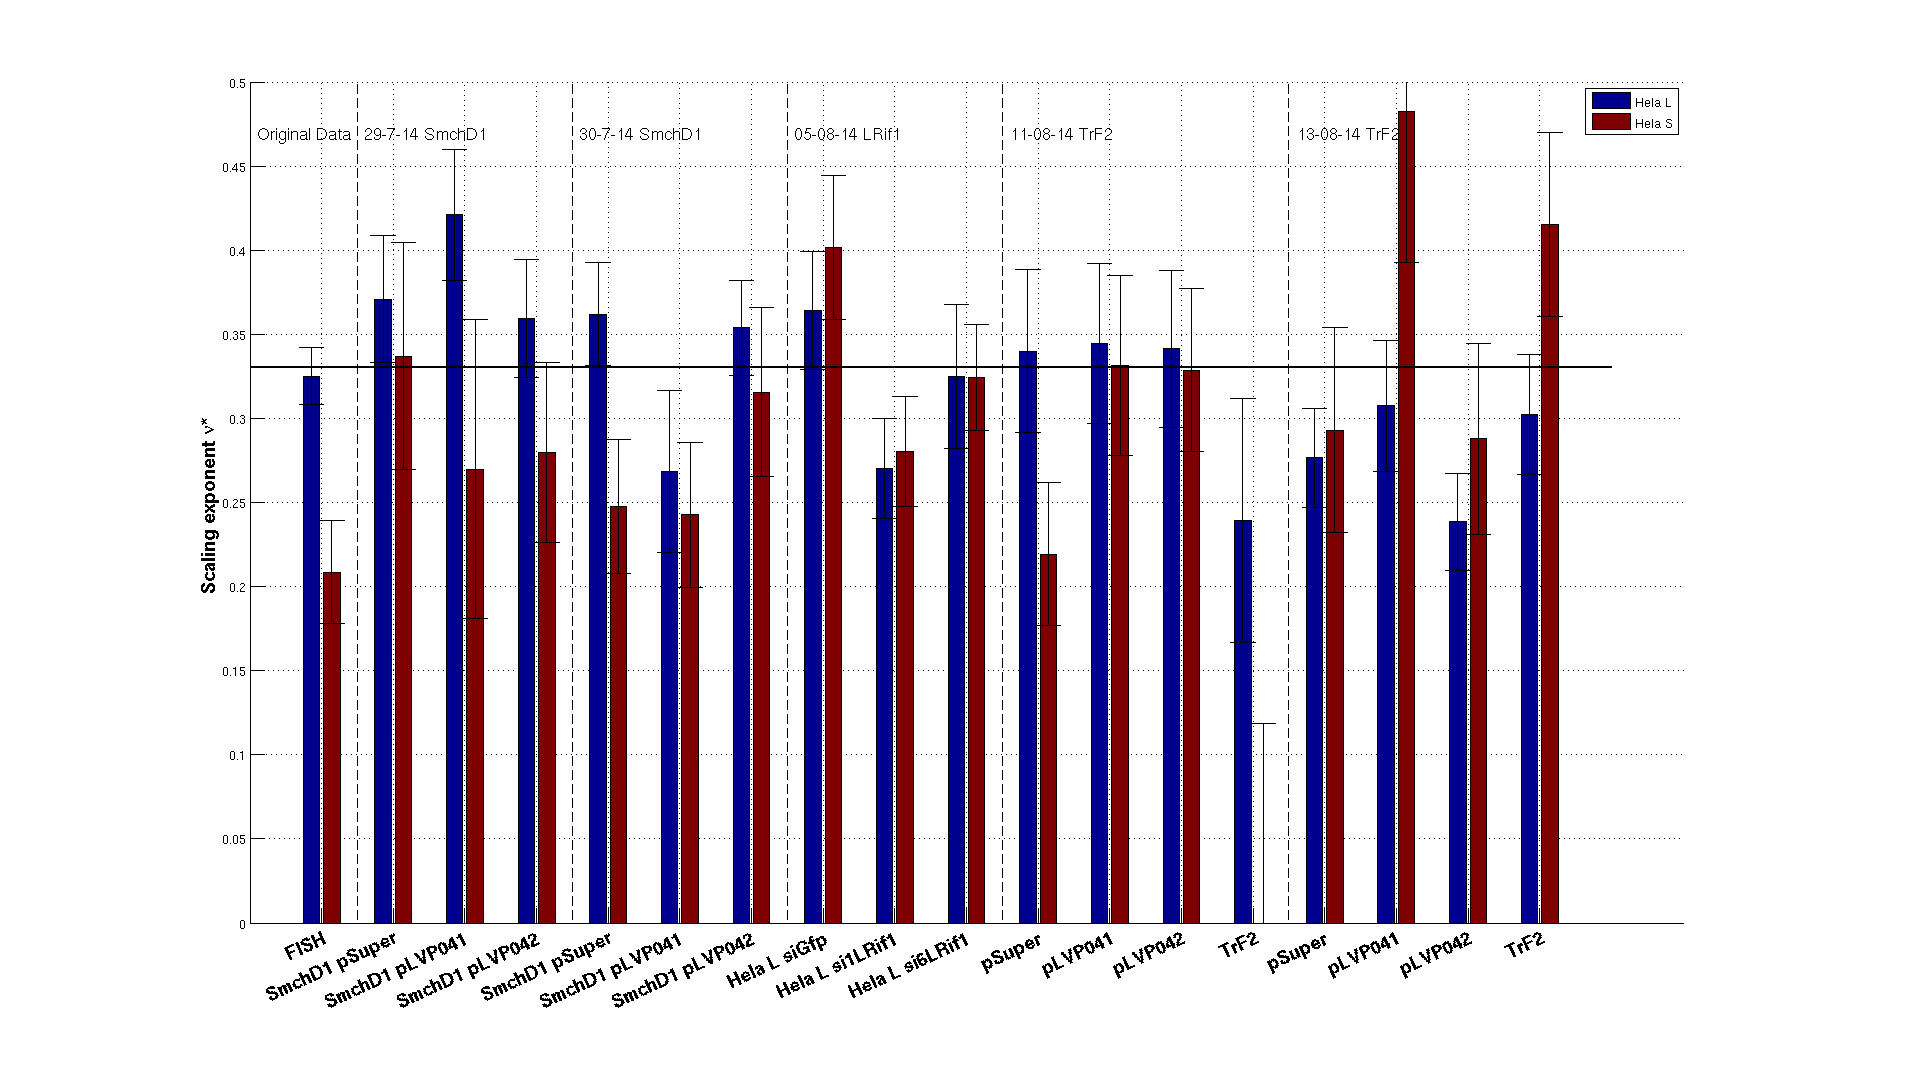 Original Data
29-7-14 SmchD1
30-7-14 SmchD1
05-08-14 LRif1
11-08-14 TrF2
13-08-14 TrF2
Hela L
Hela S
Scaling exponent ν*
0.5
0.45
0.4
0.35
0.3
0.25
0.2
0.15
0.1
0.05
0
FISH
SmchD1 pSuper
SmchD1 pLVP041
SmchD1 pLVP042
SmchD1 pSuper
SmchD1 pLVP041
SmchD1 pLVP042
Hela L siGfp
Hela L si1LRif1
Hela L si6LRif1
pSuper
pLVP041
pLVP042
TrF2
pSuper
pLVP041
pLVP042
TrF2